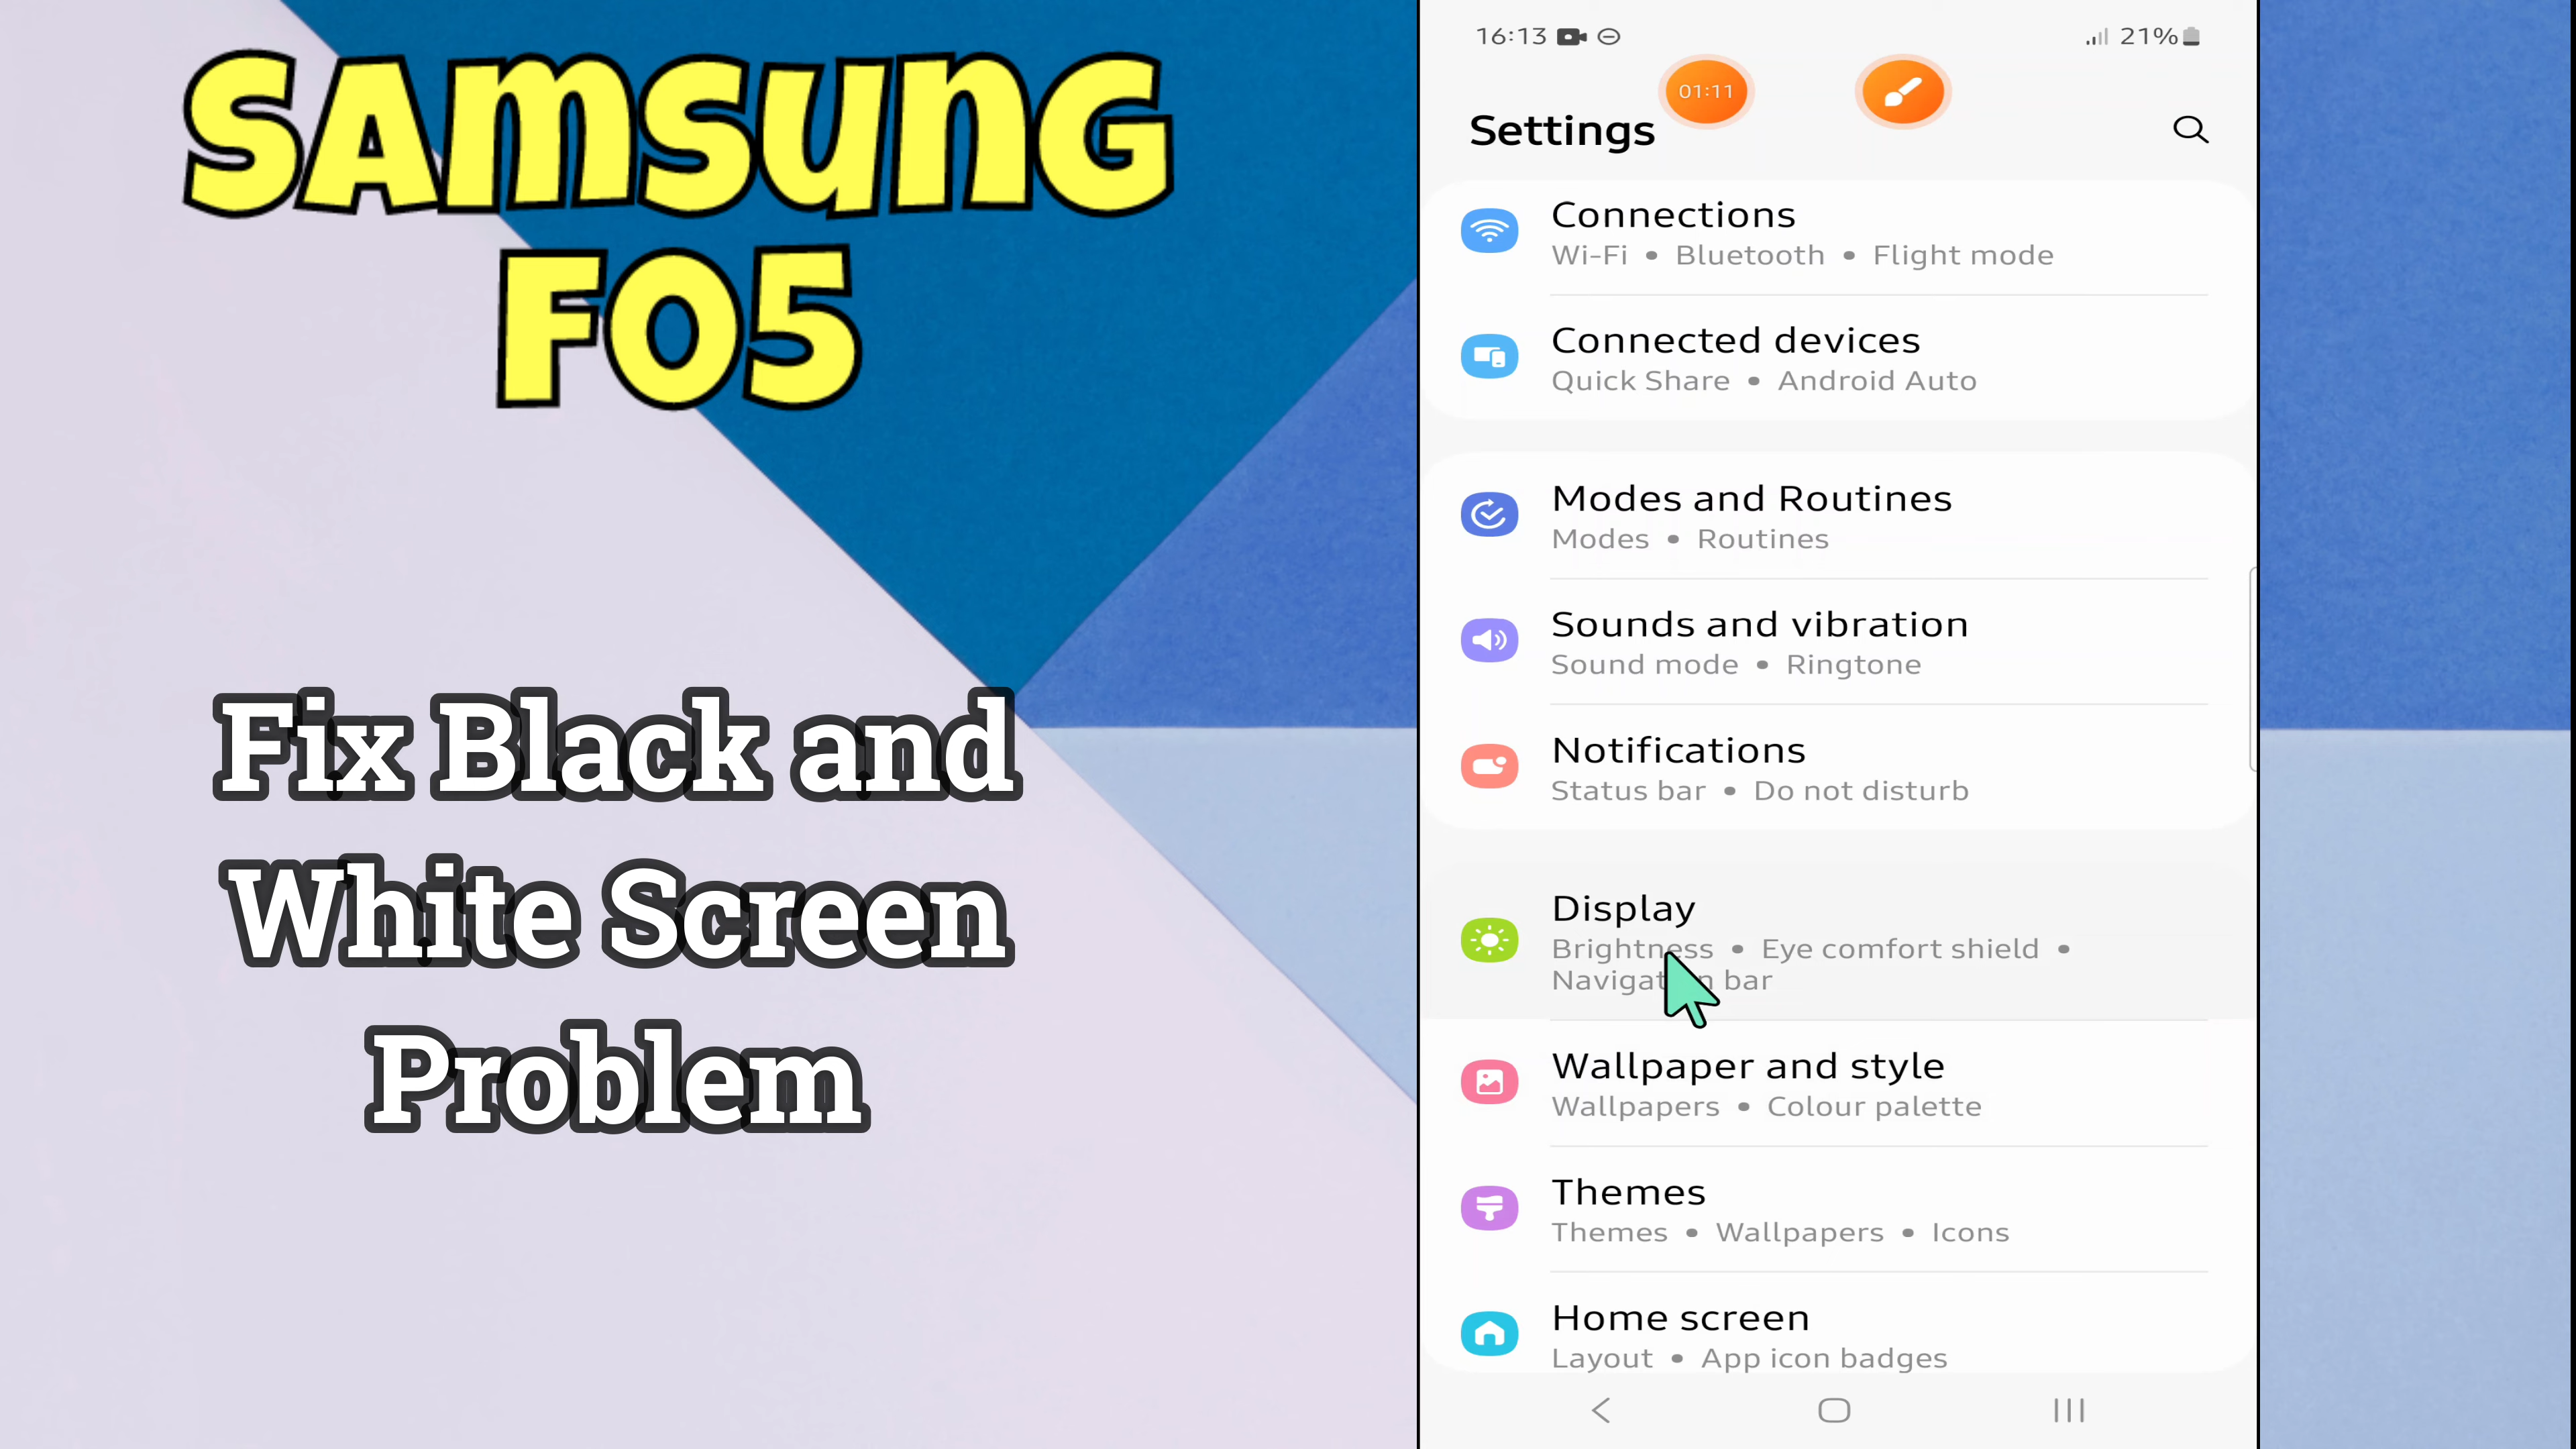 SAMSUNG
F05
Fix Black and
White Screen
Problem
16:13
21%
01:11
Settings
Connections
Wi-Fi • Bluetooth • Flight mode
Connected devices
Quick Share • Android Auto
Modes and Routines
Modes • Routines
Sounds and vibration
Sound mode • Ringtone
Notifications
Status bar • Do not disturb
Display
Brightness • Eye comfort shield •
Navigation bar
Wallpaper and style
Wallpapers • Colour palette
Themes
Themes • Wallpapers • Icons
Home screen
Layout • App icon badges